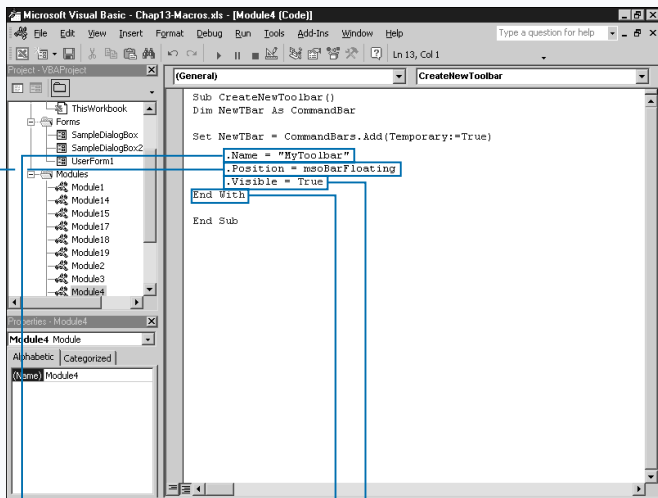 Microsoft Visual Basic - Chap13-Macros.xls - [Module4 (Code)]
File Edit View Insert Format Debug Run Tools Add-Ins Window Help Type a question for help
Ln 13, Col 1
Project - VBAProject
(General) CreateNewToolbar
ThisWorkbook
Forms
SampleDialogBox
SampleDialogBox2
UserForm1
Modules
Module1
Module14
Module15
Module17
Module18
Module19
Module2
Module3
Module4
Sub CreateNewToolbar()
Dim NewTBar As CommandBar
Set NewTBar = CommandBars.Add(Temporary:=True)
.Name = "MyToolbar"
.Position = msoBarFloating
.Visible = True
End With
End Sub
Properties - Module4
Module4 Module
Alphabetic Categorized
(Name) Module4